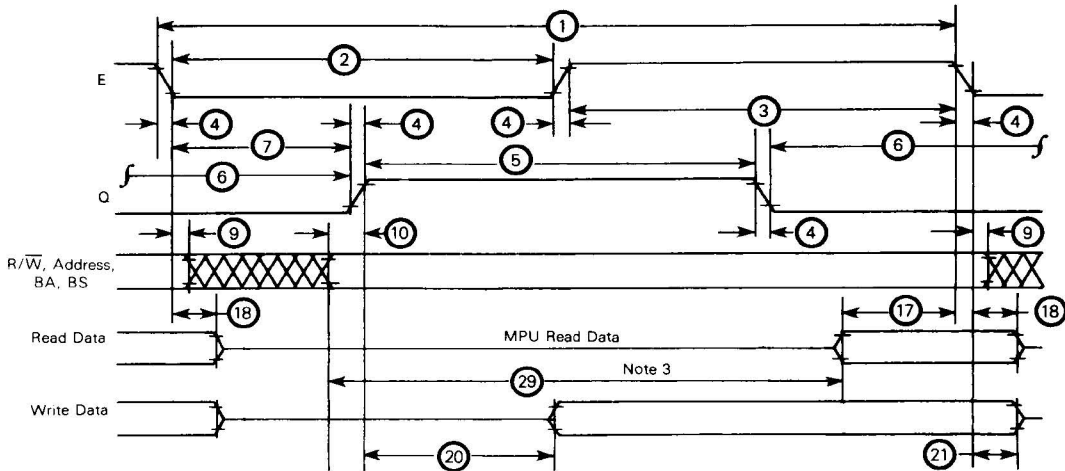 1
2
E
3
4
4
4
4
7
5
6
6
Q
9
10
4
9
R/W̅, Address,
BA, BS
18
17
18
Read Data
MPU Read Data
29
Note 3
Write Data
20
21